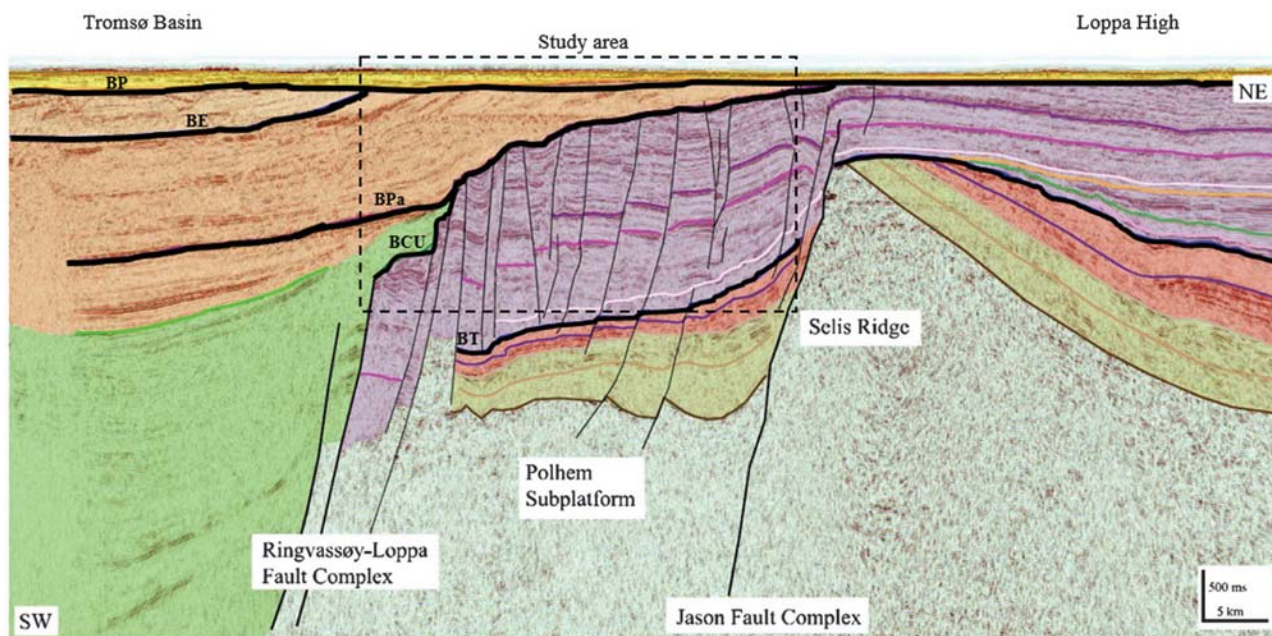 Tromsø Basin
Loppa High
Study area
BP
NE
BE
BPa
BCU
BT
Selis Ridge
Polhem
Subplatform
Ringvassøy-Loppa
Fault Complex
500 ms
5 km
SW
Jason Fault Complex